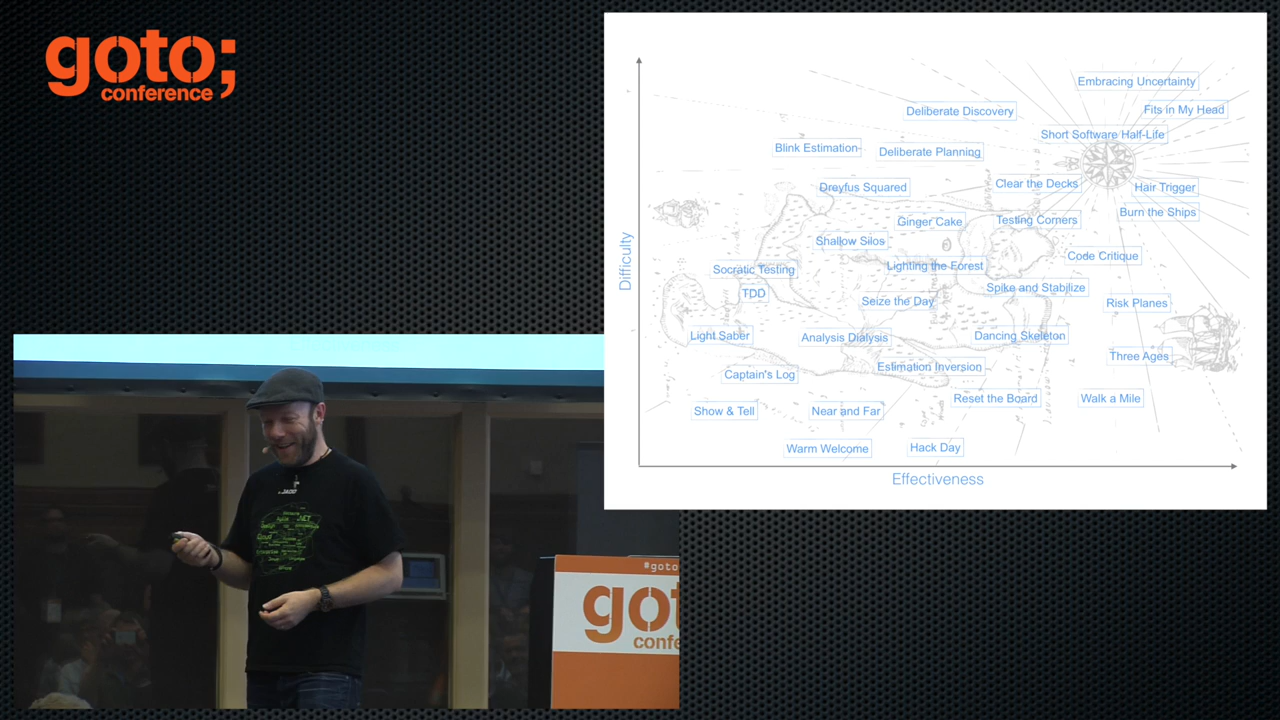 goto;
conference
Embracing Uncertainty
Deliberate Discovery
Fits in My Head
Short Software Half-Life
Blink Estimation
Deliberate Planning
Clear the Decks
Dreyfus Squared
Hair Trigger
Burn the Ships
Ginger Cake
Testing Corners
Shallow Silos
Code Critique
Socratic Testing
Lighting the Forest
TDD
Spike and Stabilize
Seize the Day
Risk Planes
Light Saber
Analysis Dialysis
Dancing Skeleton
Three Ages
Captain's Log
Estimation Inversion
Reset the Board
Walk a Mile
Show & Tell
Near and Far
Warm Welcome
Hack Day
Difficulty
Effectiveness
.NET
Cloud
#goto
got
confe